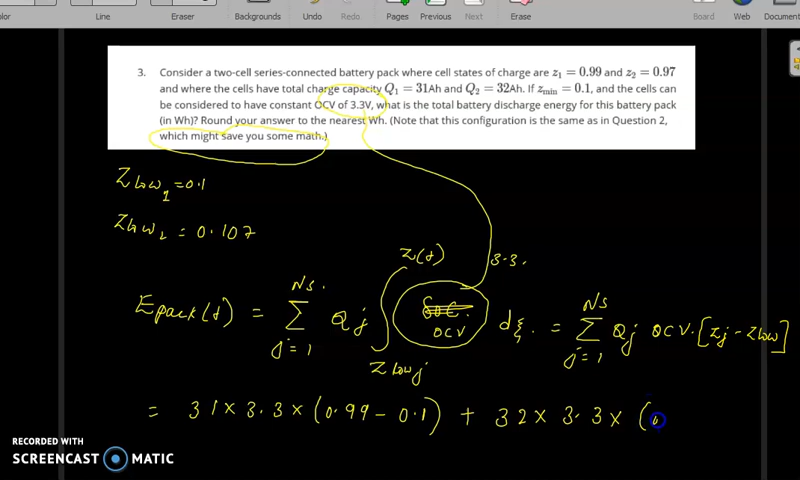 Line Eraser Backgrounds Undo Redo Pages Previous Next Erase Board Web Document
3. Consider a two-cell series-connected battery pack where cell states of charge are z₁ = 0.99 and z₂ = 0.97
and where the cells have total charge capacity Q₁ = 31Ah and Q₂ = 32Ah. If z_min = 0.1, and the cells can
be considered to have constant OCV of 3.3V, what is the total battery discharge energy for this battery pack
(in Wh)? Round your answer to the nearest Wh. (Note that this configuration is the same as in Question 2,
which might save you some math.)
Z low₁ = 0.1
Z low₂ = 0.107
Epack(t) = Σ_{j=1}^{Ns} Qj ∫_{Z low j}^{Z(t)} OCV dξ. = Σ_{j=1}^{Ns} Qj OCV.[Zj - Zlow]
3.3.
= 31 × 3.3 × (0.99 - 0.1) + 32 × 3.3 × (0
RECORDED WITH
SCREENCAST MATIC